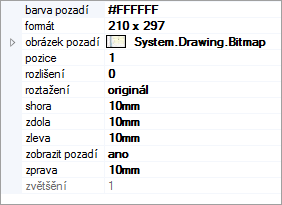 barva pozadí #FFFFFF
formát 210 x 297
obrázek pozadí System.Drawing.Bitmap
pozice 1
rozlišení 0
roztažení originál
shora 10mm
zdola 10mm
zleva 10mm
zobrazit pozadí ano
zprava 10mm
zvětšění 1